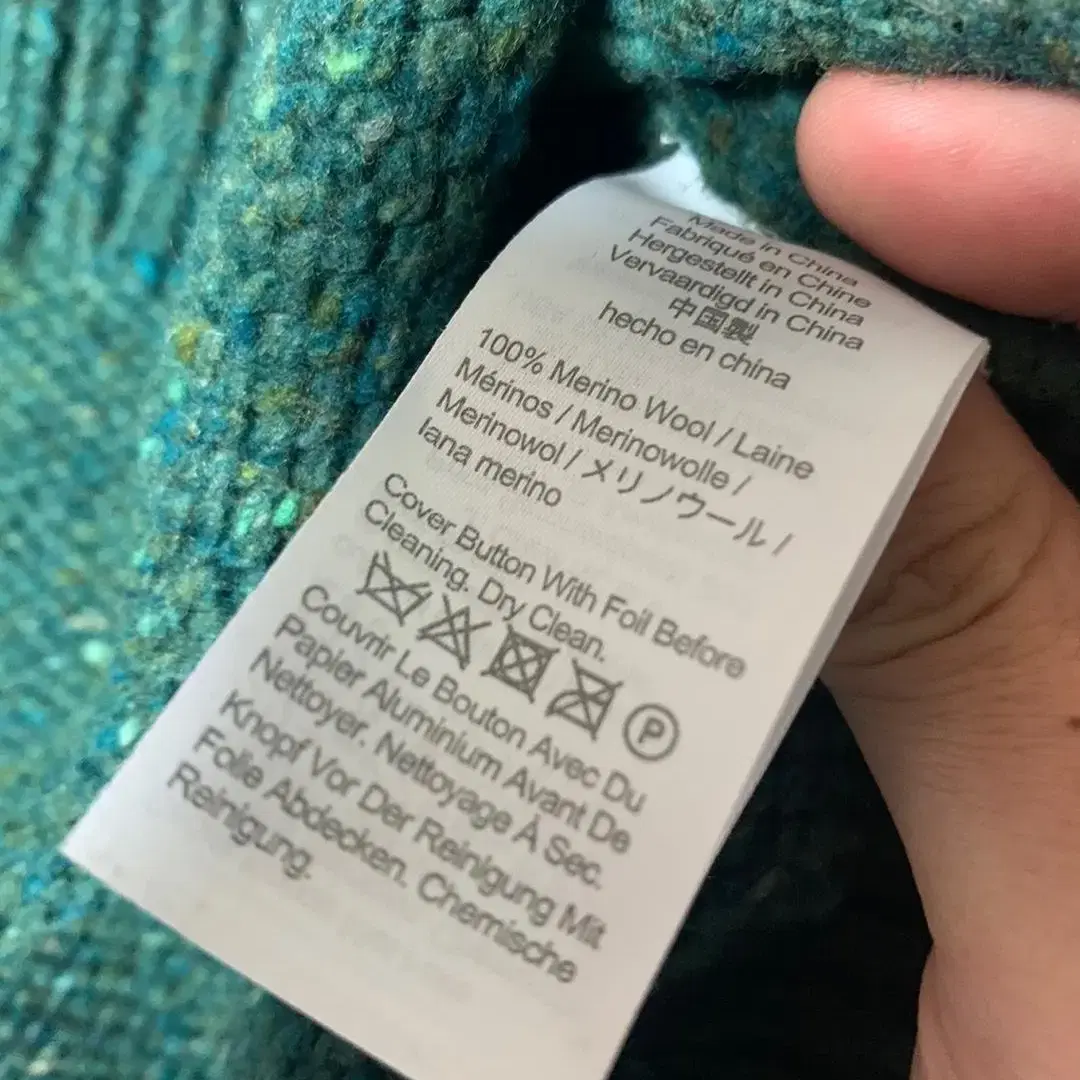 Made in China
Fabriqué en Chine
Hergestellt in China
Vervaardigd in China
中国製
hecho en china
100% Merino Wool / Laine
Mérinos / Merinowolle /
Merinowol / メリノウール /
lana merino
Cover Button With Foil Before
Cleaning. Dry Clean.
P
Couvrir Le Bouton Avec Du
Papier Aluminium Avant De
Nettoyer. Nettoyage À Sec.
Knopf Vor Der Reinigung Mit
Folie Abdecken. Chemische
Reinigung.